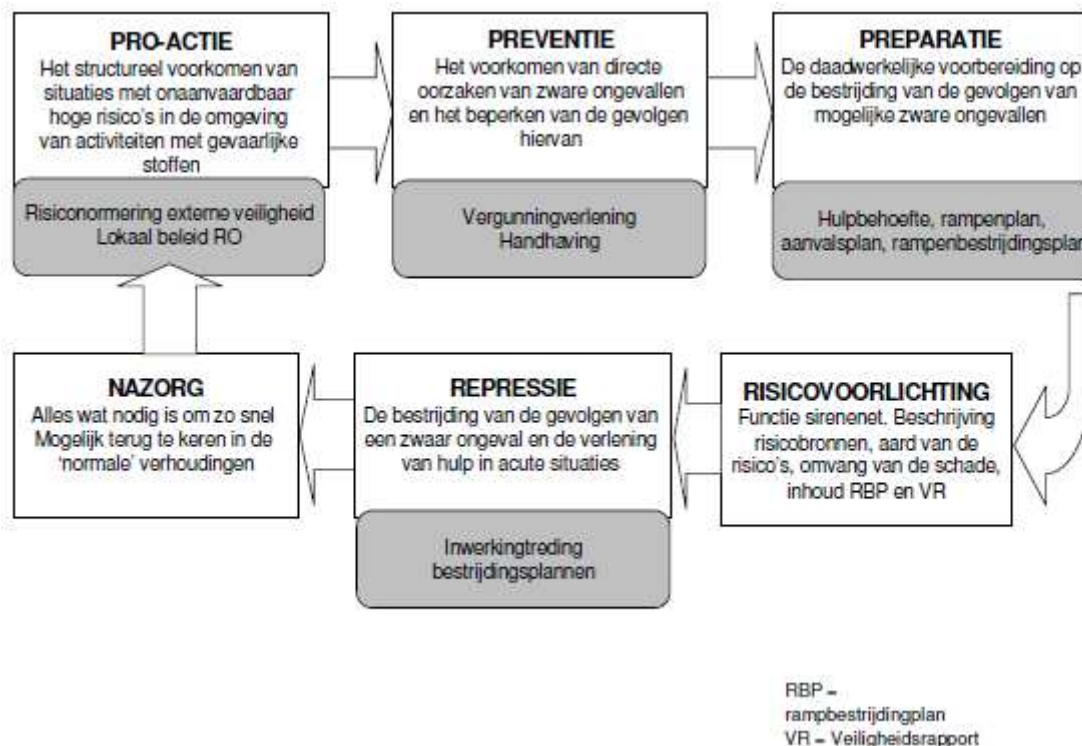 PRO-ACTIE
Het structureel voorkomen van
situaties met onaanvaardbaar
hoge risico's in de omgeving
van activiteiten met gevaarlijke
stoffen
Risiconormering externe veiligheid
Lokaal beleid RO
PREVENTIE
Het voorkomen van directe
oorzaken van zware ongevallen
en het beperken van de gevolgen
hiervan
Vergunningverlening
Handhaving
PREPARATIE
De daadwerkelijke voorbereiding op
de bestrijding van de gevolgen van
mogelijke zware ongevallen
Hulpbehoefte, rampenplan,
aanvalsplan, rampenbestrijdingsplan
RISICOVOORLICHTING
Functie sirenenet. Beschrijving
risicobronnen, aard van de
risico's, omvang van de schade,
inhoud RBP en VR
REPRESSIE
De bestrijding van de gevolgen van
een zwaar ongeval en de verlening
van hulp in acute situaties
Inwerkingtreding
bestrijdingsplannen
NAZORG
Alles wat nodig is om zo snel
Mogelijk terug te keren in de
'normale' verhoudingen
RBP =
rampbestrijdingplan
VR = Veiligheidsrapport